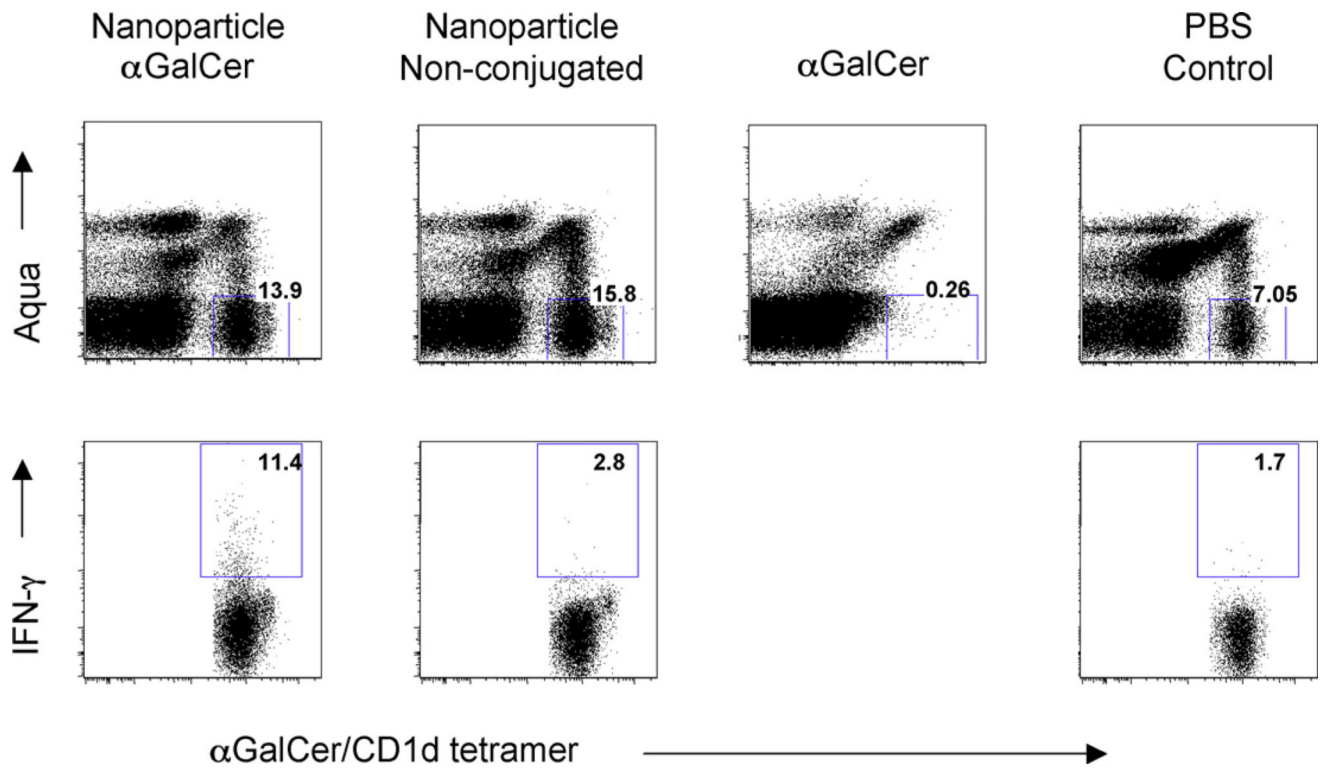 Nanoparticle
αGalCer
Nanoparticle
Non-conjugated
αGalCer
PBS
Control
Aqua
13.9
15.8
0.26
7.05
IFN-γ
11.4
2.8
1.7
αGalCer/CD1d tetramer